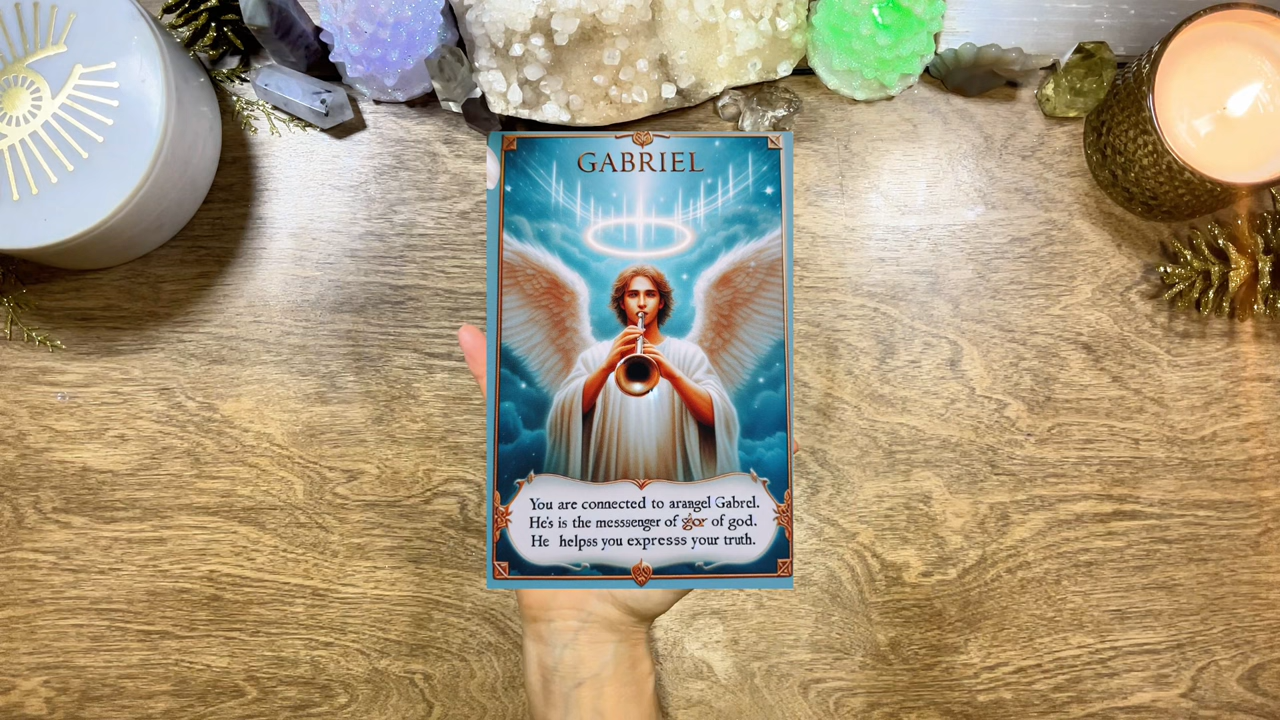 GABRIEL
You are connected to arangel Gabrel.
He's is the messsenger of of god.
He helpss you expresss your truth.